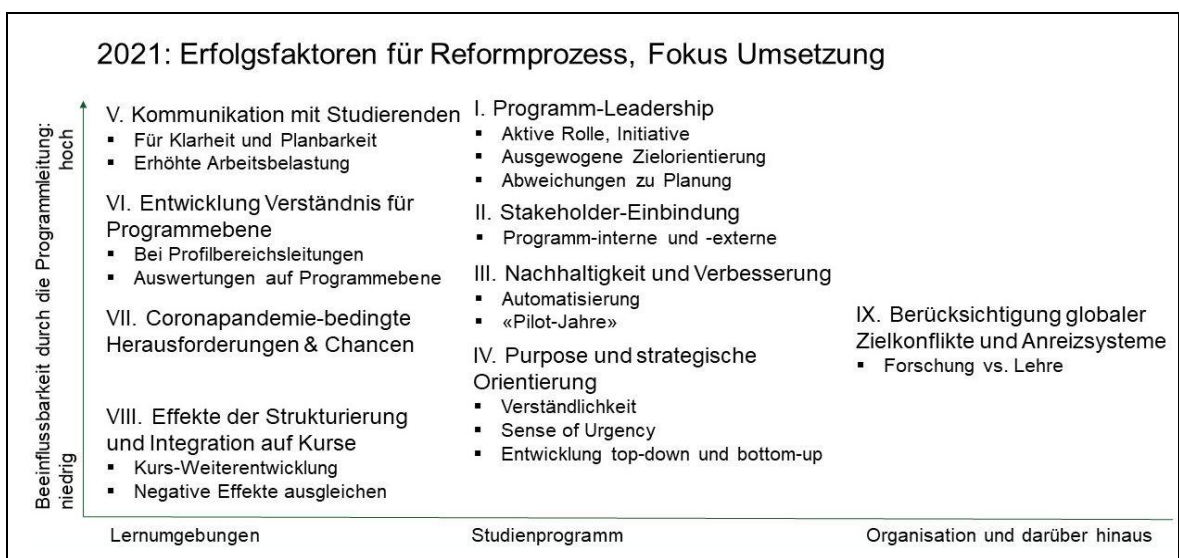 2021: Erfolgsfaktoren für Reformprozess, Fokus Umsetzung
Beeinflussbarkeit durch die Programmleitung:
niedrig
hoch
V. Kommunikation mit Studierenden
▪ Für Klarheit und Planbarkeit
▪ Erhöhte Arbeitsbelastung
VI. Entwicklung Verständnis für
Programmebene
▪ Bei Profilbereichsleitungen
▪ Auswertungen auf Programmebene
VII. Coronapandemie-bedingte
Herausforderungen & Chancen
VIII. Effekte der Strukturierung
und Integration auf Kurse
▪ Kurs-Weiterentwicklung
▪ Negative Effekte ausgleichen
I. Programm-Leadership
▪ Aktive Rolle, Initiative
▪ Ausgewogene Zielorientierung
▪ Abweichungen zu Planung
II. Stakeholder-Einbindung
▪ Programm-interne und -externe
III. Nachhaltigkeit und Verbesserung
▪ Automatisierung
▪ «Pilot-Jahre»
IV. Purpose und strategische
Orientierung
▪ Verständlichkeit
▪ Sense of Urgency
▪ Entwicklung top-down und bottom-up
IX. Berücksichtigung globaler
Zielkonflikte und Anreizsysteme
▪ Forschung vs. Lehre
Lernumgebungen
Studienprogramm
Organisation und darüber hinaus